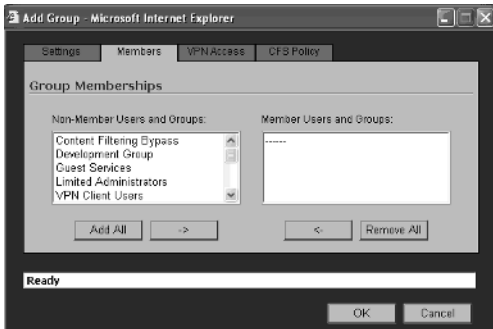 Add Group - Microsoft Internet Explorer
Settings Members VPN Access CFS Policy
Group Memberships
Non-Member Users and Groups: Member Users and Groups:
Content Filtering Bypass
Development Group
Guest Services
Limited Administrators
VPN Client Users
------
Add All -> <- Remove All
Ready
OK Cancel